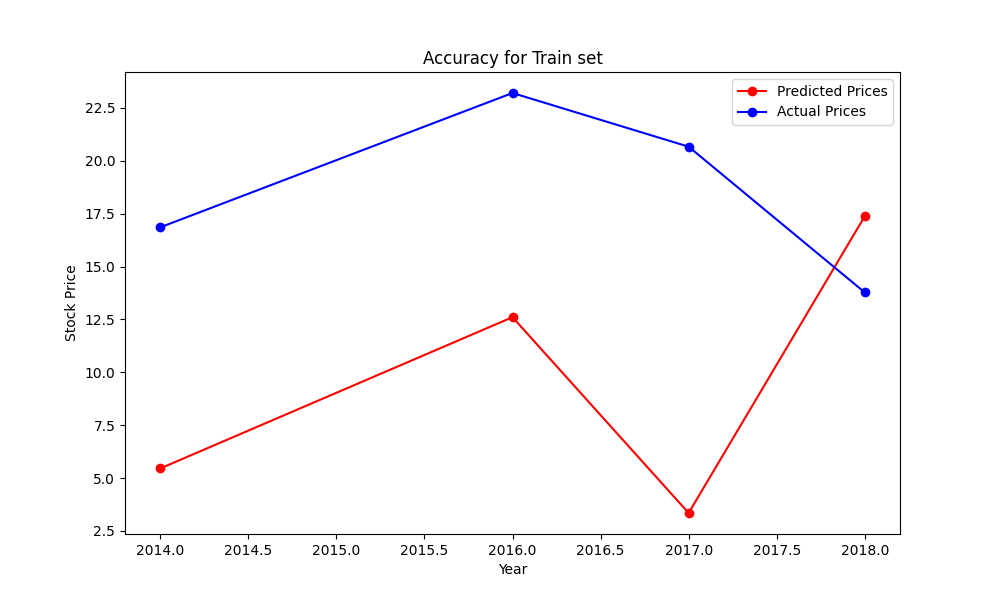 Accuracy for Train set
Predicted Prices
Actual Prices
22.5
20.0
17.5
15.0
12.5
10.0
7.5
5.0
2.5
Stock Price
2014.0 2014.5 2015.0 2015.5 2016.0 2016.5 2017.0 2017.5 2018.0
Year